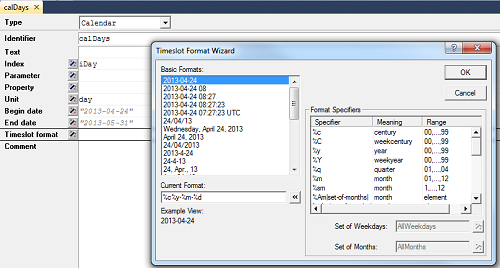 calDays
Type Calendar
Identifier calDays
Text
Index iDay
Parameter
Property
Unit day
Begin date "2013-04-24"
End date "2013-05-31"
Timeslot format
Comment
Timeslot Format Wizard
Basic Formats:
2013-04-24
2013-04-24 08
2013-04-24 08:27
2013-04-24 08:27:23
2013-04-24 07:27:23 UTC
24/04/13
Wednesday, April 24, 2013
April 24, 2013
24/04/2013
2013-4-24
24-4-13
24, Apr., 13
Current Format:
%c%y-%m-%d
Example View:
2013-04-24
OK
Cancel
Format Specifiers
Specifier Meaning Range
%c century 00,...,99
%C weekcentury 00,...,99
%y year 00,...,99
%Y weekyear 00,...,99
%q quarter 01,...,04
%m month 01,...,12
%am month 1,...,12
%Am|set-of-months| month element
Set of Weekdays: AllWeekdays
Set of Months: AllMonths